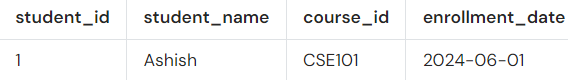 student_id student_name course_id enrollment_date
1 Ashish CSE101 2024-06-01